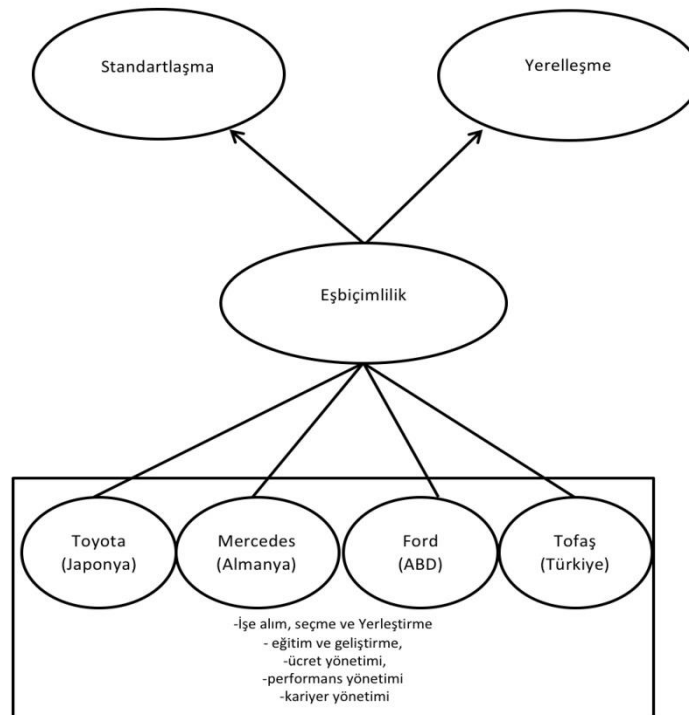 Standartlaşma
Yerelleşme
Eşbiçimlilik
Toyota
(Japonya)
Mercedes
(Almanya)
Ford
(ABD)
Tofaş
(Türkiye)
-İşe alım, seçme ve Yerleştirme
- eğitim ve geliştirme,
-ücret yönetimi,
-performans yönetimi
-kariyer yönetimi